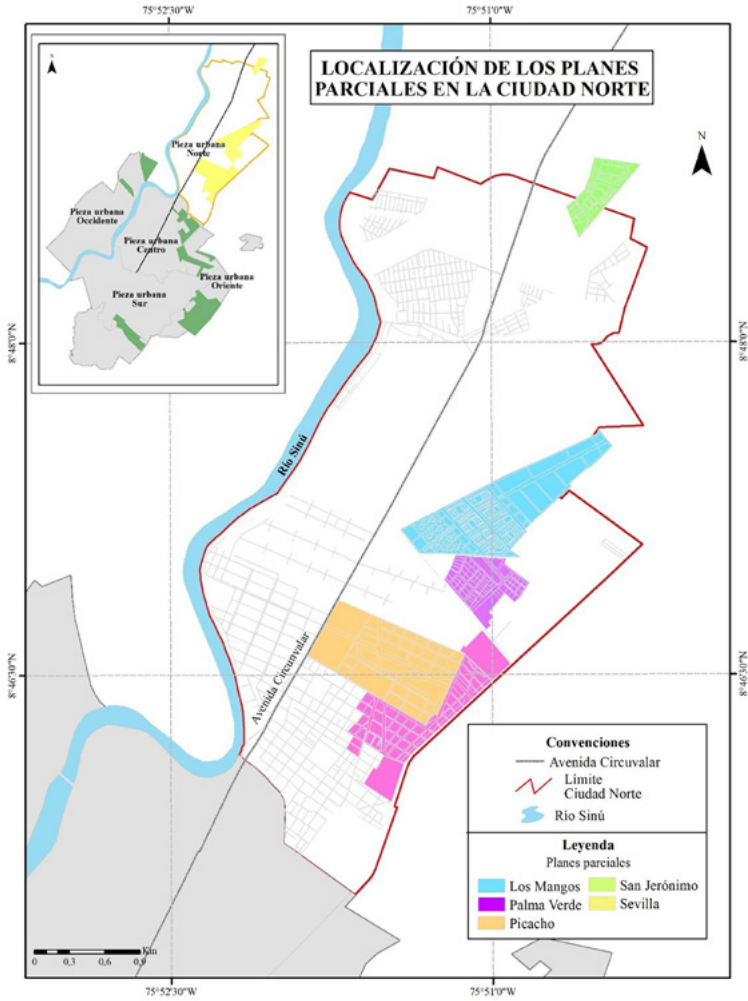 75°52'30"W
75°51'0"W
LOCALIZACIÓN DE LOS PLANES
PARCIALES EN LA CIUDAD NORTE
N
N
Pieza urbana
Norte
Pieza urbana
Occidente
Pieza urbana
Centro
Pieza urbana
Oriente
Pieza urbana
Sur
8°48'0"N
8°48'0"N
Río Sinú
Avenida Circunvalar
8°46'30"N
8°46'30"N
Convenciones
Avenida Circuvalar
Límite
Ciudad Norte
Río Sinú
Leyenda
Planes parciales
Los Mangos
San Jerónimo
Palma Verde
Sevilla
Picacho
Km
0 0,3 0,6 0,9
75°52'30"W
75°51'0"W